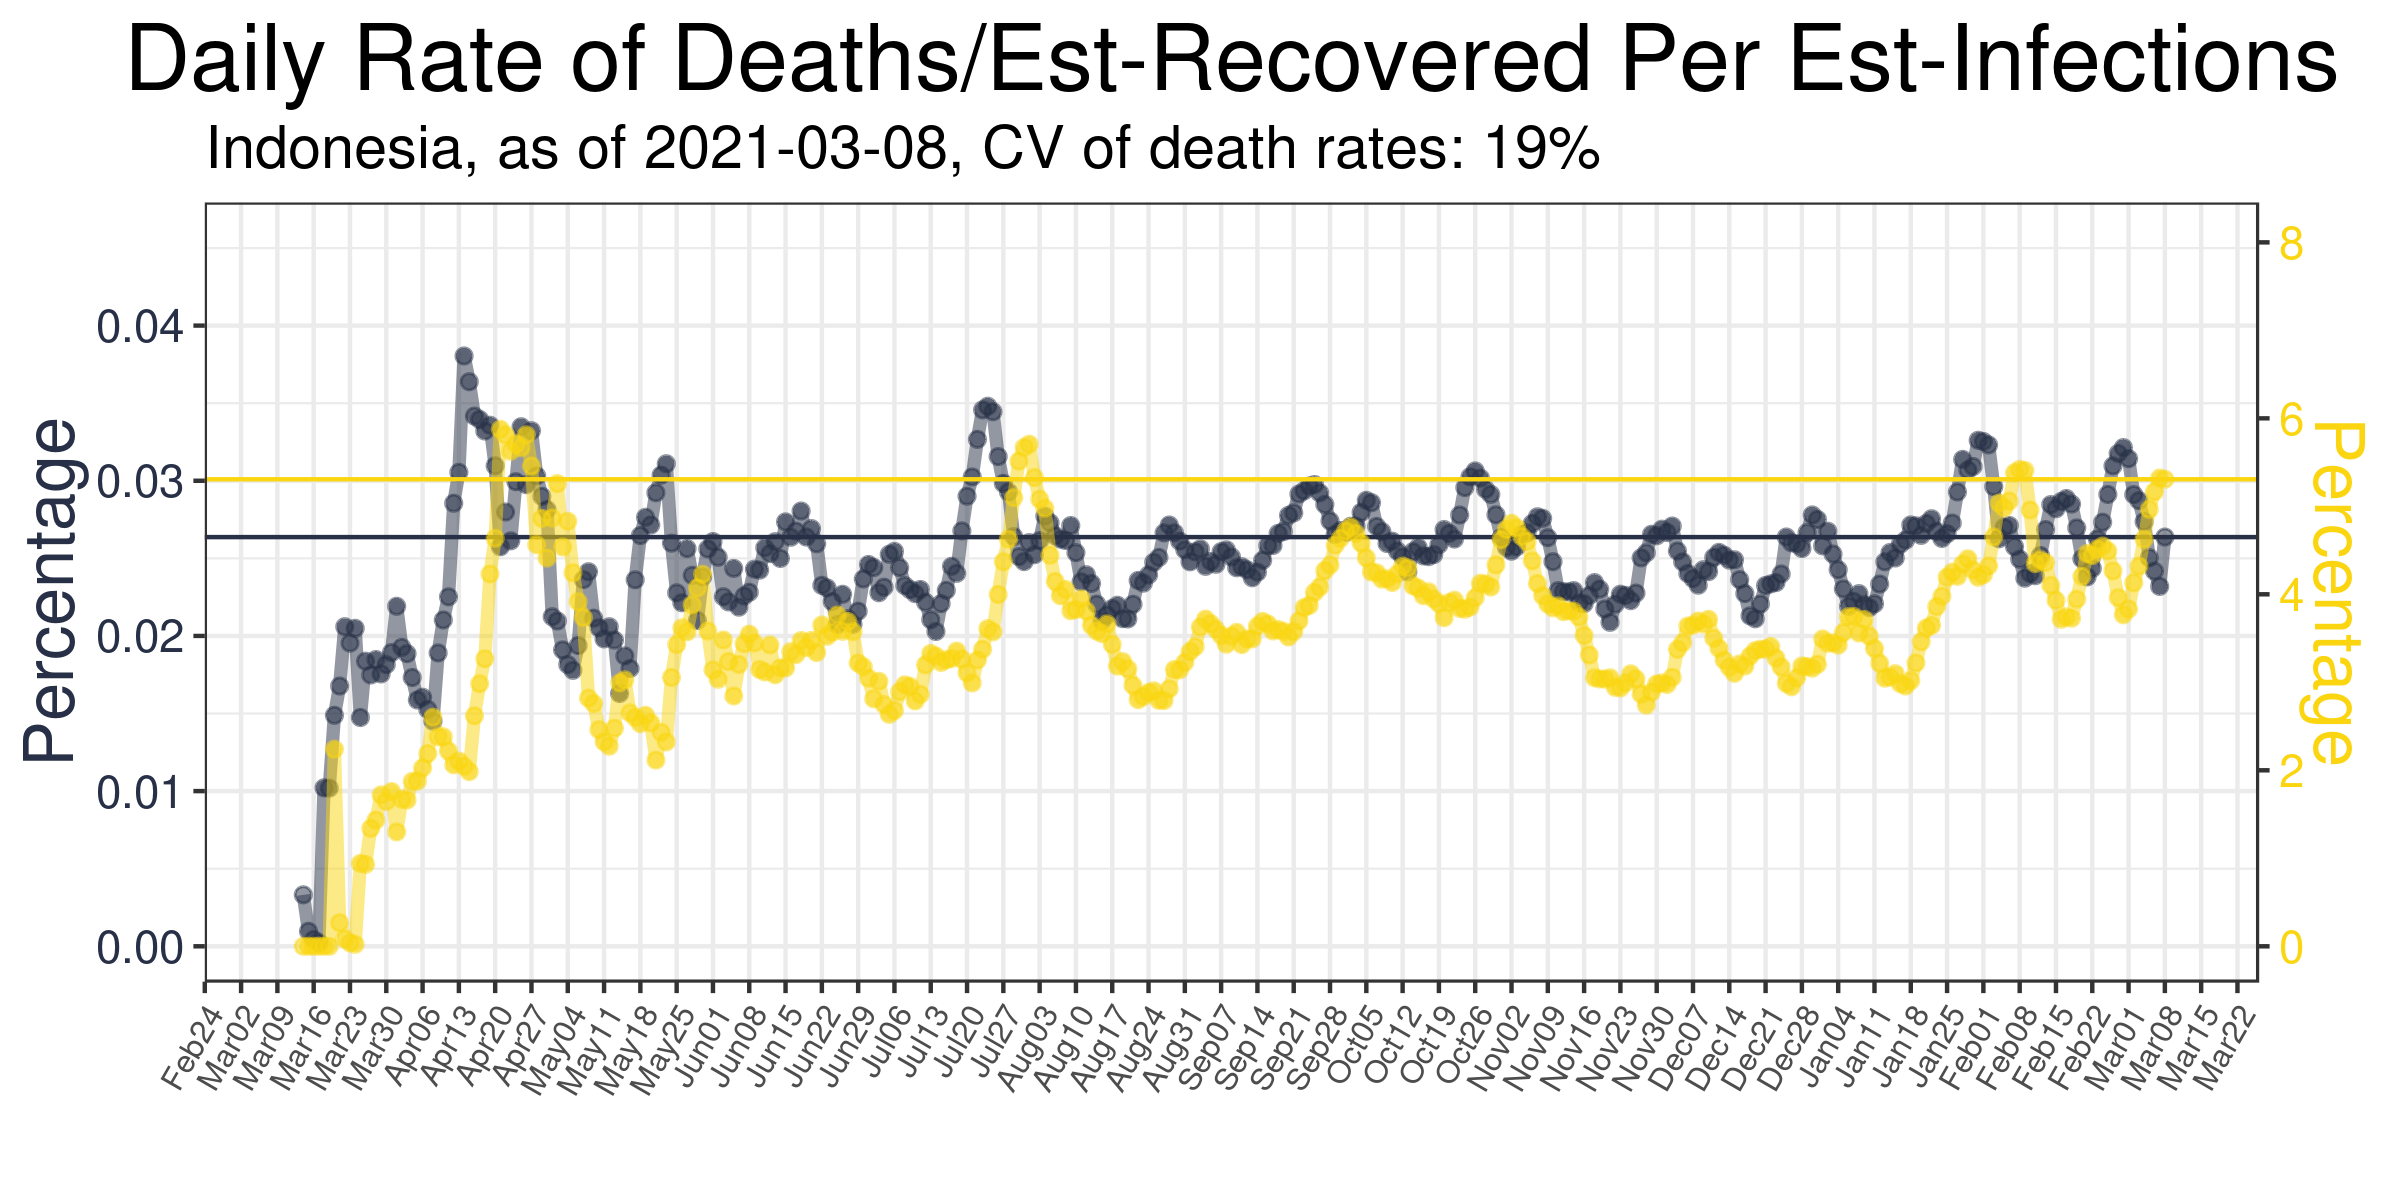 Daily Rate of Deaths/Est-Recovered Per Est-Infections
Indonesia, as of 2021-03-08, CV of death rates: 19%
Percentage
0.04
0.03
0.02
0.01
0.00
8
6
4
2
0
Percentage
Feb24 Mar02 Mar09 Mar16 Mar23 Mar30 Apr06 Apr13 Apr20 Apr27 May04 May11 May18 May25 Jun01 Jun08 Jun15 Jun22 Jun29 Jul06 Jul13 Jul20 Jul27 Aug03 Aug10 Aug17 Aug24 Aug31 Sep07 Sep14 Sep21 Sep28 Oct05 Oct12 Oct19 Oct26 Nov02 Nov09 Nov16 Nov23 Nov30 Dec07 Dec14 Dec21 Dec28 Jan04 Jan11 Jan18 Jan25 Feb01 Feb08 Feb15 Feb22 Mar01 Mar08 Mar15 Mar22